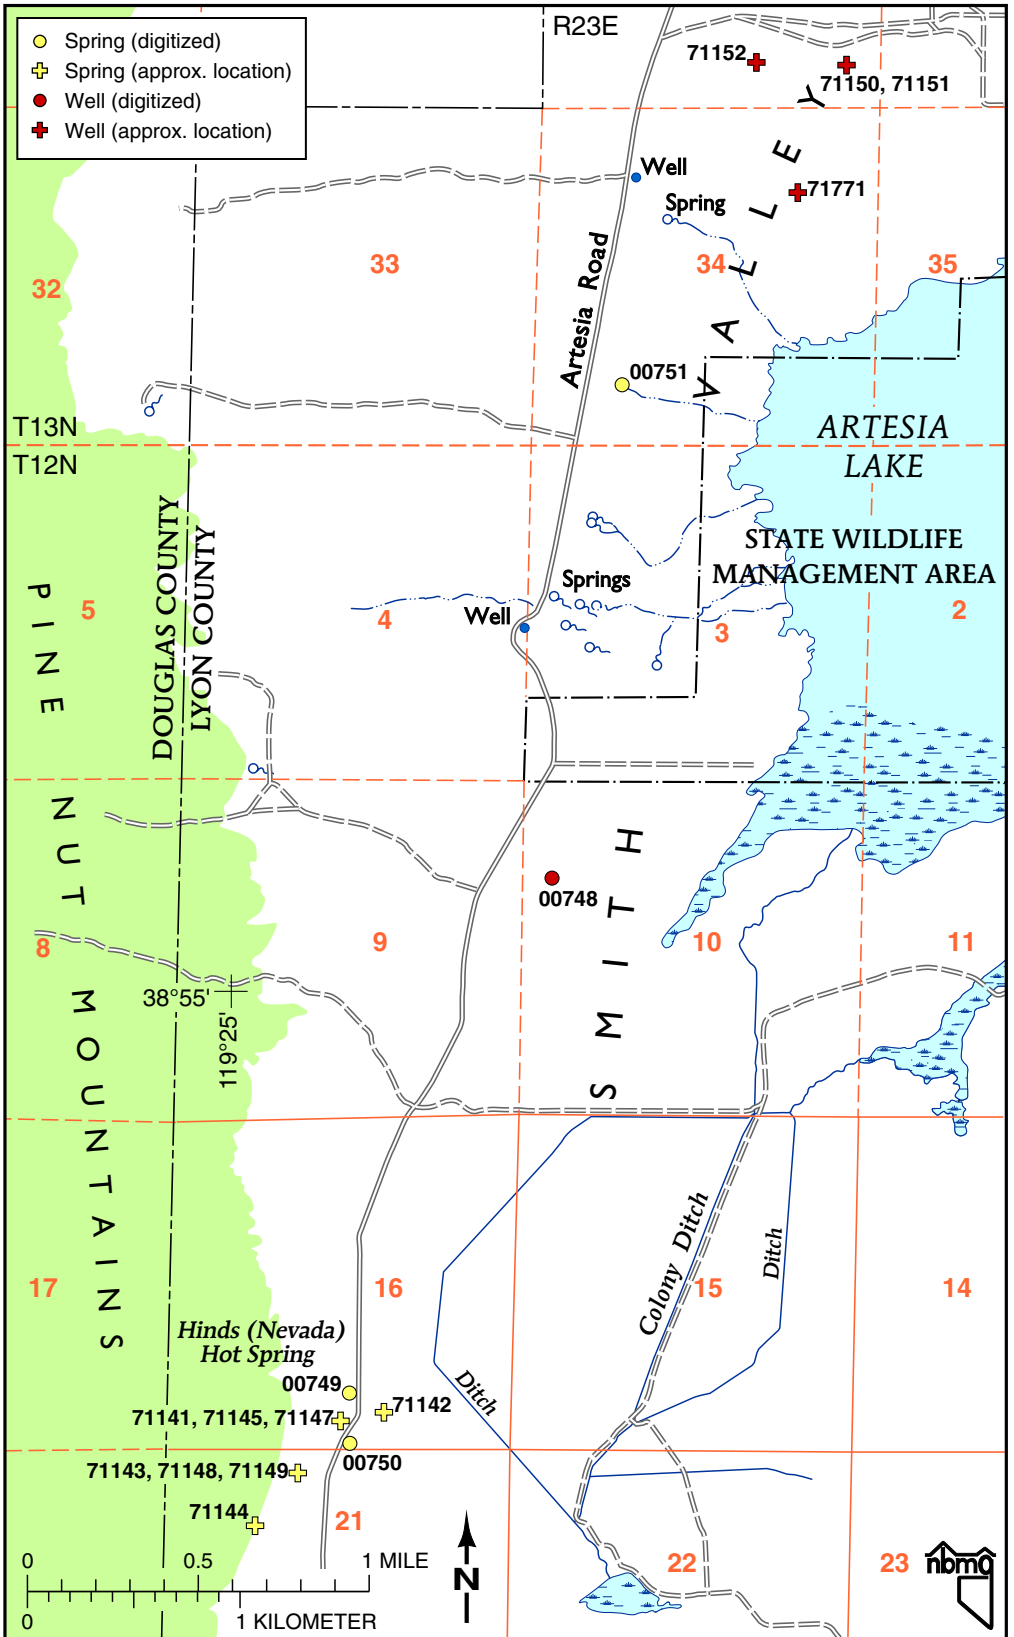 Spring (digitized)
Spring (approx. location)
Well (digitized)
Well (approx. location)
R23E
71152
71150, 71151
Well
71771
Spring
33
34
35
32
Artesia Road
00751
T13N
T12N
ARTESIA
LAKE
STATE WILDLIFE
MANAGEMENT AREA
DOUGLAS COUNTY
LYON COUNTY
Springs
Well
5
4
3
2
PINE NUT MOUNTAINS
SMITH VALLEY
00748
8
9
10
11
38°55'
119°25'
Colony Ditch
Ditch
17
16
15
14
Hinds (Nevada)
Hot Spring
00749
71142
71141, 71145, 71147
Ditch
00750
71143, 71148, 71149
71144
21
22
23
0 0.5 1 MILE
0 1 KILOMETER
N
nbmg